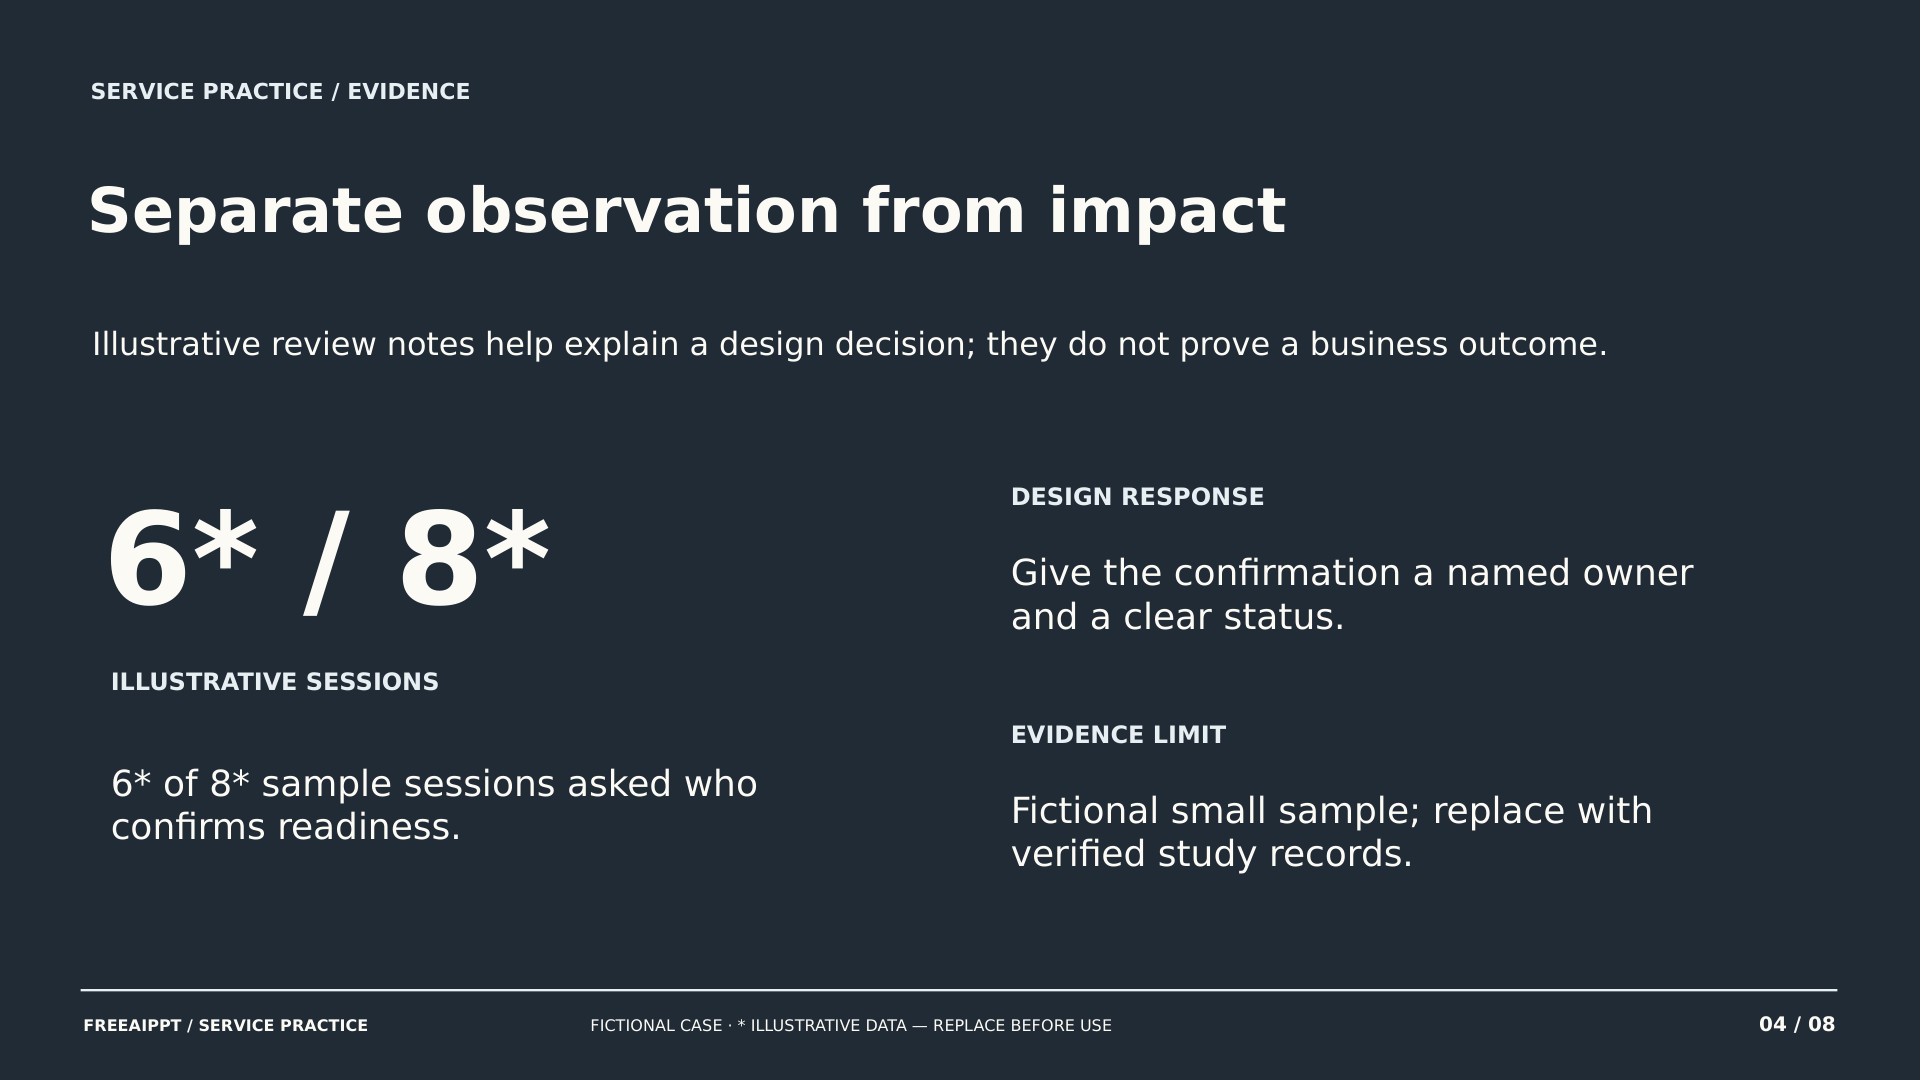 SERVICE PRACTICE / EVIDENCE
Separate observation from impact
Illustrative review notes help explain a design decision; they do not prove a business outcome.
6* / 8*
ILLUSTRATIVE SESSIONS
6* of 8* sample sessions asked who
confirms readiness.
DESIGN RESPONSE
Give the confirmation a named owner
and a clear status.
EVIDENCE LIMIT
Fictional small sample; replace with
verified study records.
FREEAIPPT / SERVICE PRACTICE
FICTIONAL CASE · * ILLUSTRATIVE DATA — REPLACE BEFORE USE
04 / 08